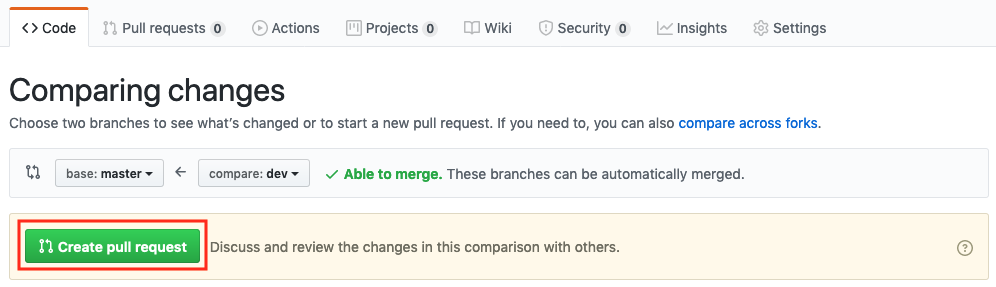 Code Pull requests 0 Actions Projects 0 Wiki Security 0 Insights Settings
Comparing changes
Choose two branches to see what’s changed or to start a new pull request. If you need to, you can also compare across forks.
base: master compare: dev Able to merge. These branches can be automatically merged.
Create pull request Discuss and review the changes in this comparison with others.